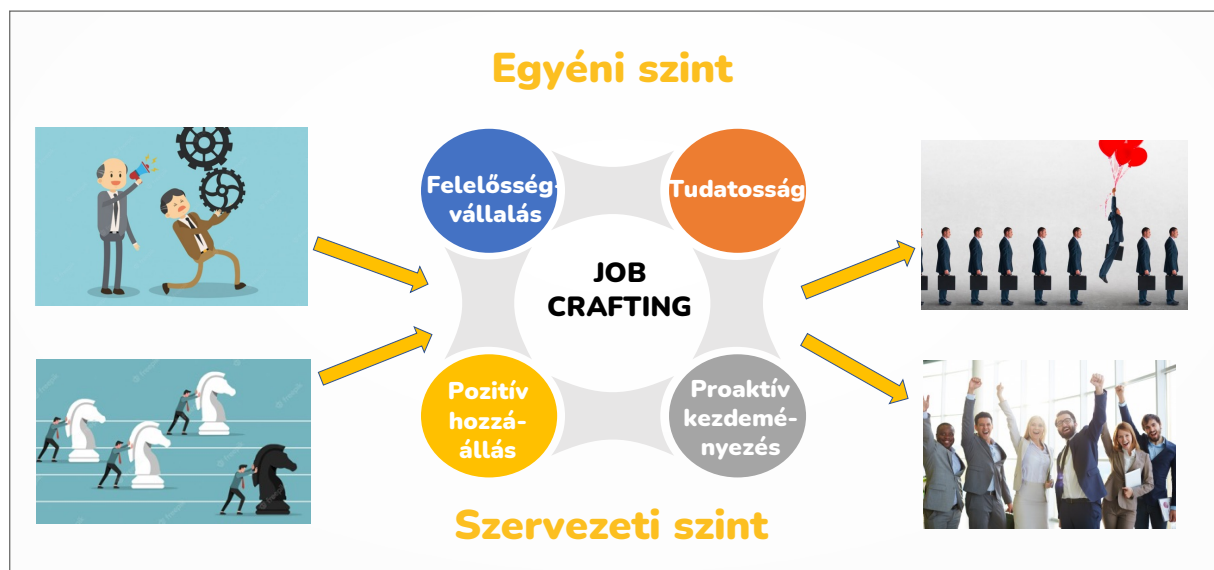 Egyéni szint
Felelősség-
vállalás
Tudatosság
JOB
CRAFTING
Pozitív
hozzá-
állás
Proaktív
kezdemé-
nyezés
Szervezeti szint